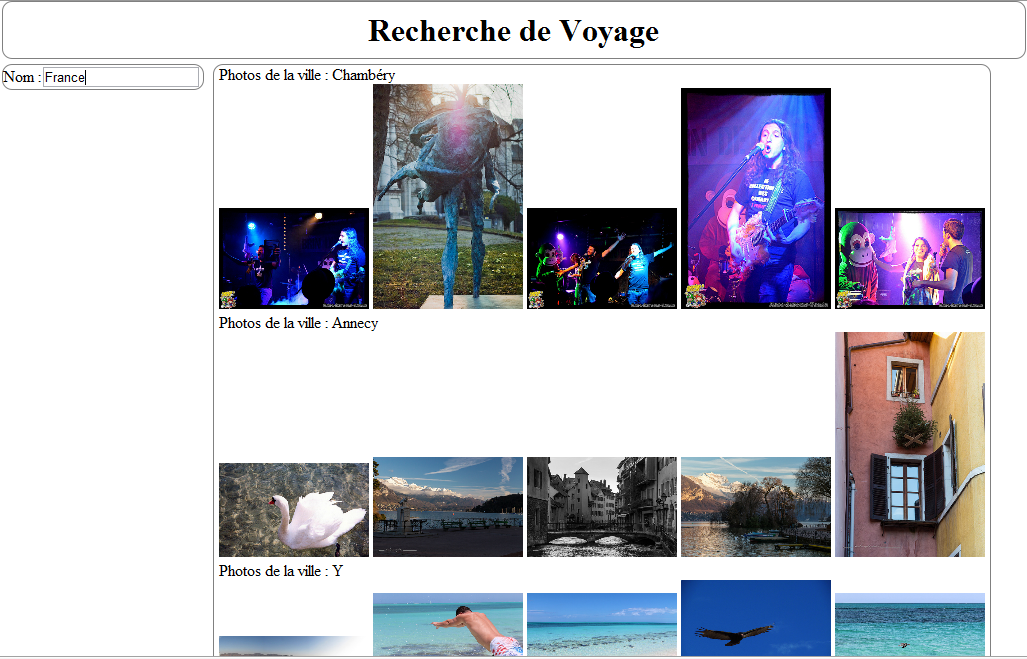 Recherche de Voyage
Nom : France
Photos de la ville : Chambéry
Photos de la ville : Annecy
Photos de la ville : Y